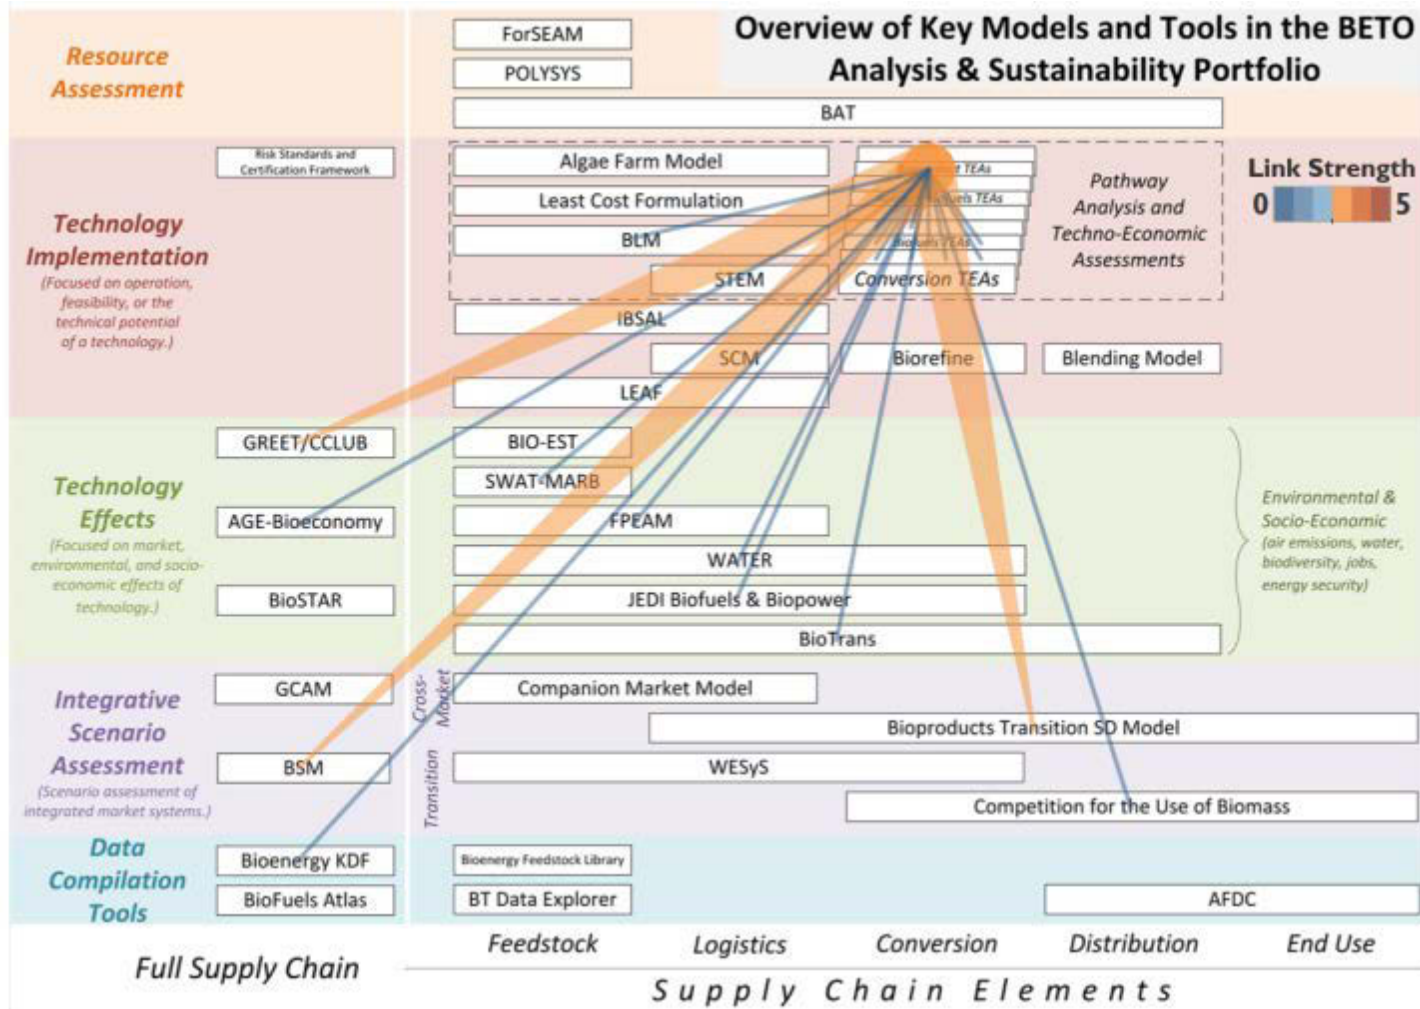 Overview of Key Models and Tools in the BETO
Analysis & Sustainability Portfolio
Resource
Assessment
ForSEAM
POLYSYS
BAT
Technology
Implementation
(Focused on operation,
feasibility, or the
technical potential
of a technology.)
Risk Standards and
Certification Framework
Algae Farm Model
Least Cost Formulation
BLM
STEM
IBSAL
SCM
LEAF
TEAs
TEAs
Biofuels TEAs
Conversion TEAs
Biorefine
Blending Model
Pathway
Analysis and
Techno-Economic
Assessments
Link Strength
0 5
Technology
Effects
(Focused on market,
environmental, and socio-
economic effects of
technology.)
GREET/CCLUB
AGE-Bioeconomy
BioSTAR
BIO-EST
SWAT-MARB
FPEAM
WATER
JEDI Biofuels & Biopower
BioTrans
Environmental &
Socio-Economic
(air emissions, water,
biodiversity, jobs,
energy security)
Integrative
Scenario
Assessment
(Scenario assessment of
integrated market systems.)
GCAM
BSM
Cross-
Market
Transition
Companion Market Model
Bioproducts Transition SD Model
WESyS
Competition for the Use of Biomass
Data
Compilation
Tools
Bioenergy KDF
BioFuels Atlas
Bioenergy Feedstock Library
BT Data Explorer
AFDC
Feedstock Logistics Conversion Distribution End Use
Full Supply Chain
Supply Chain Elements